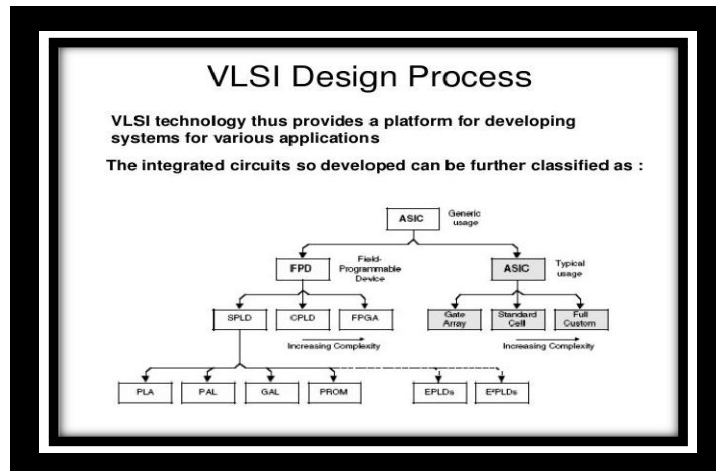 VLSI Design Process
VLSI technology thus provides a platform for developing
systems for various applications
The integrated circuits so developed can be further classified as :
ASIC
Generic
usage
FPD
Field-
Programmable
Device
ASIC
Typical
usage
SPLD
CPLD
FPGA
Gate
Array
Standard
Cell
Full
Custom
Increasing Complexity
Increasing Complexity
PLA
PAL
GAL
PROM
EPLDs
E²PLDs